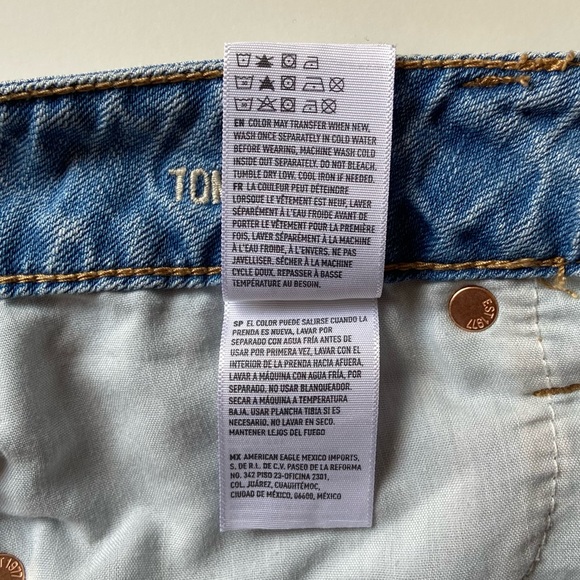 EN COLOR MAY TRANSFER WHEN NEW,
WASH ONCE SEPARATELY IN COLD WATER
BEFORE WEARING, MACHINE WASH COLD
INSIDE OUT SEPARATELY. DO NOT BLEACH.
TUMBLE DRY LOW. COOL IRON IF NEEDED.
FR LA COULEUR PEUT DÉTEINDRE
LORSQUE LE VÊTEMENT EST NEUF, LAVER
SÉPARÉMENT À L'EAU FROIDE AVANT DE
PORTER LE VÊTEMENT POUR LA PREMIÈRE
FOIS, LAVER SÉPARÉMENT À LA MACHINE
À L'EAU FROIDE, À L'ENVERS. NE PAS
JAVELLISER. SÉCHER À LA MACHINE
CYCLE DOUX. REPASSER À BASSE
TEMPÉRATURE AU BESOIN.
TOM
SP EL COLOR PUEDE SALIRSE CUANDO LA
PRENDA ES NUEVA, LAVAR POR
SEPARADO CON AGUA FRÍA ANTES DE
USAR POR PRIMERA VEZ, LAVAR CON EL
INTERIOR DE LA PRENDA HACIA AFUERA,
LAVAR A MÁQUINA CON AGUA FRÍA, POR
SEPARADO. NO USAR BLANQUEADOR.
SECAR A MÁQUINA A TEMPERATURA
BAJA. USAR PLANCHA TIBIA SI ES
NECESARIO. NO LAVAR EN SECO.
MANTENER LEJOS DEL FUEGO
MX AMERICAN EAGLE MEXICO IMPORTS,
S. DE R.L. DE C.V. PASEO DE LA REFORMA
NO. 342 PISO 23-OFICINA 2301,
COL. JUÁREZ, CUAUHTÉMOC,
CIUDAD DE MÉXICO, 06600, MÉXICO
EST 1977
1977